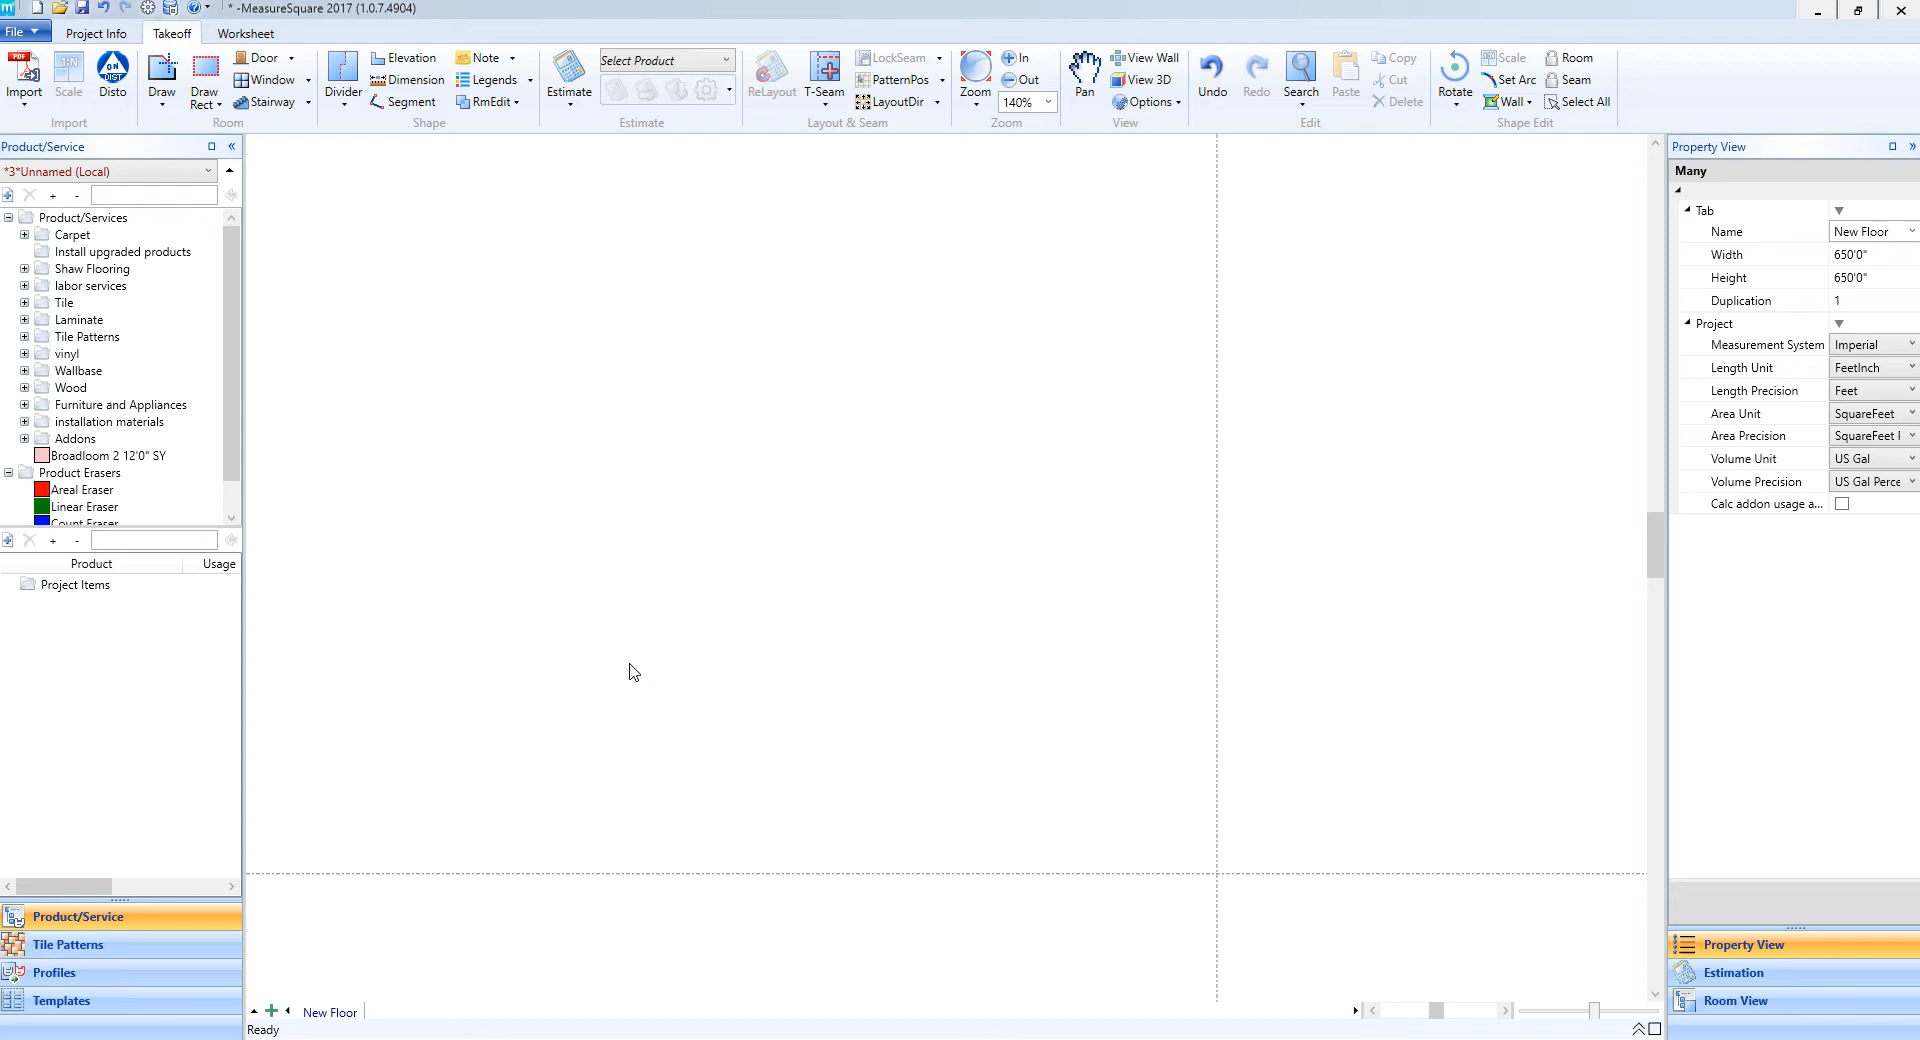 * -MeasureSquare 2017 (1.0.7.4904)
File Project Info Takeoff Worksheet
Import Scale Disto Draw Draw Rect Door Window Stairway Divider Elevation Dimension Segment Note Legends RmEdit Estimate Select Product ReLayout T-Seam LockSeam PatternPos LayoutDir Zoom In Out 140% Pan View Wall View 3D Options Undo Redo Search Paste Copy Cut Delete Rotate Scale Set Arc Wall Room Seam Select All
Import Room Shape Estimate Layout & Seam Zoom View Edit Shape Edit
Product/Service
*3*Unnamed (Local)
+ -
Product/Services
Carpet
Install upgraded products
Shaw Flooring
labor services
Tile
Laminate
Tile Patterns
vinyl
Wallbase
Wood
Furniture and Appliances
installation materials
Addons
Broadloom 2 12'0" SY
Product Erasers
Areal Eraser
Linear Eraser
Count Eraser
+ -
Product Usage
Project Items
Product/Service
Tile Patterns
Profiles
Templates
New Floor
Ready
Property View
Many
Tab
Name New Floor
Width 650'0"
Height 650'0"
Duplication 1
Project
Measurement System Imperial
Length Unit FeetInch
Length Precision Feet
Area Unit SquareFeet
Area Precision SquareFeet
Volume Unit US Gal
Volume Precision US Gal Perce
Calc addon usage a...
Property View
Estimation
Room View